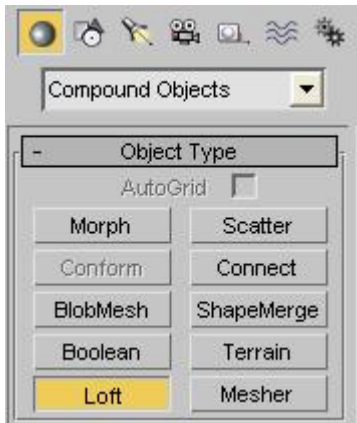 Compound Objects
- Object Type
AutoGrid
Morph Scatter
Conform Connect
BlobMesh ShapeMerge
Boolean Terrain
Loft Mesher